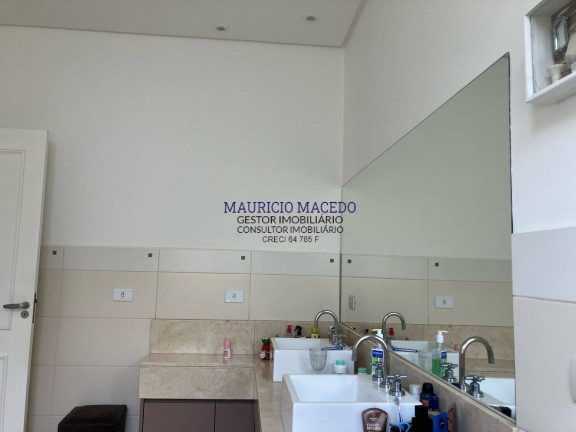 MAURICIO MACEDO
GESTOR IMOBILIÁRIO
CONSULTOR IMOBILIÁRIO
CRECI 64 785 F